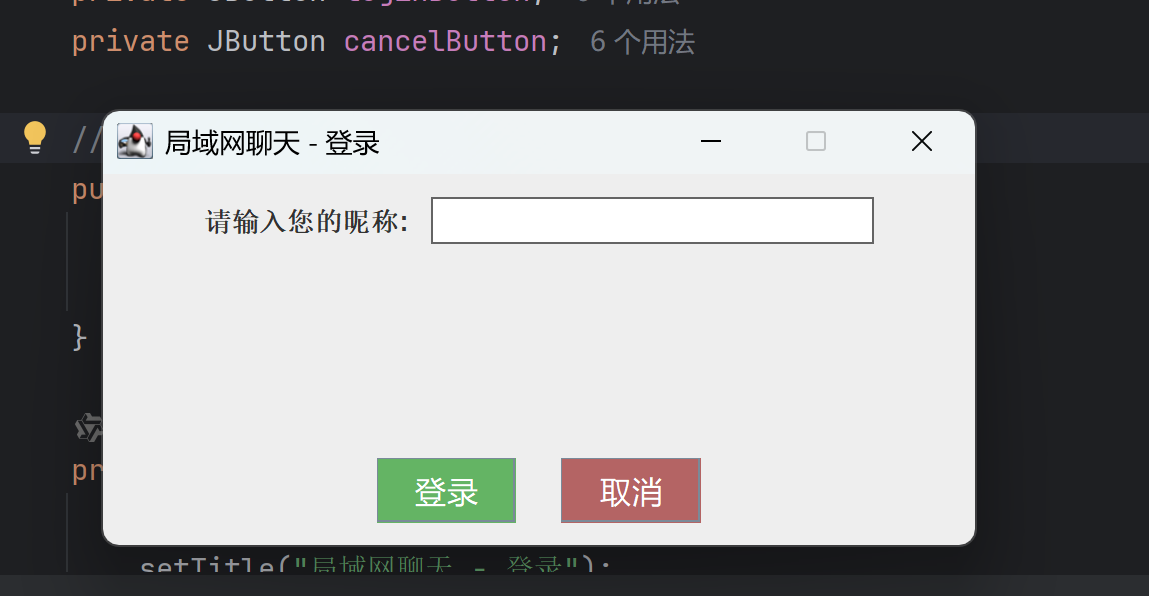 private JButton loginButton; 6 个用法
private JButton cancelButton; 6 个用法
//
局域网聊天 - 登录
pu
请输入您的昵称:
}
pr
登录 取消
setTitle("局域网聊天 - 登录");